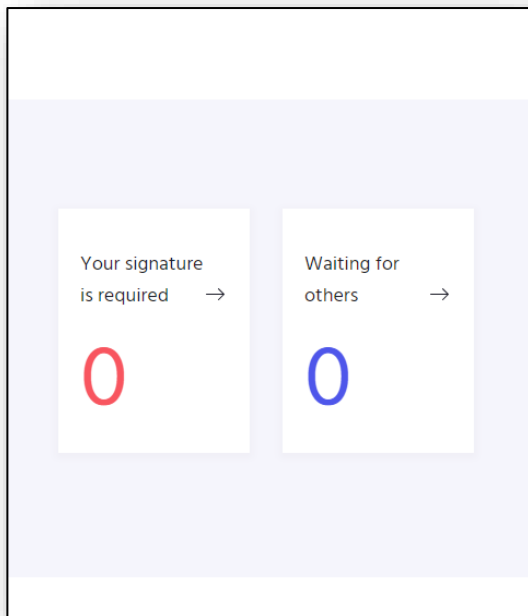 Your signature
is required →
0
Waiting for
others →
0